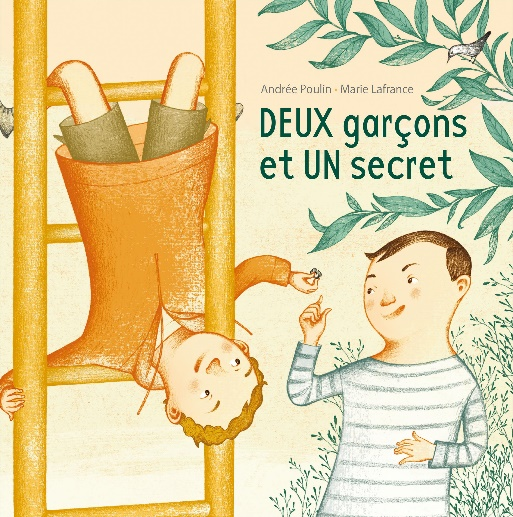 Andrée Poulin - Marie Lafrance
DEUX garçons
et UN secret